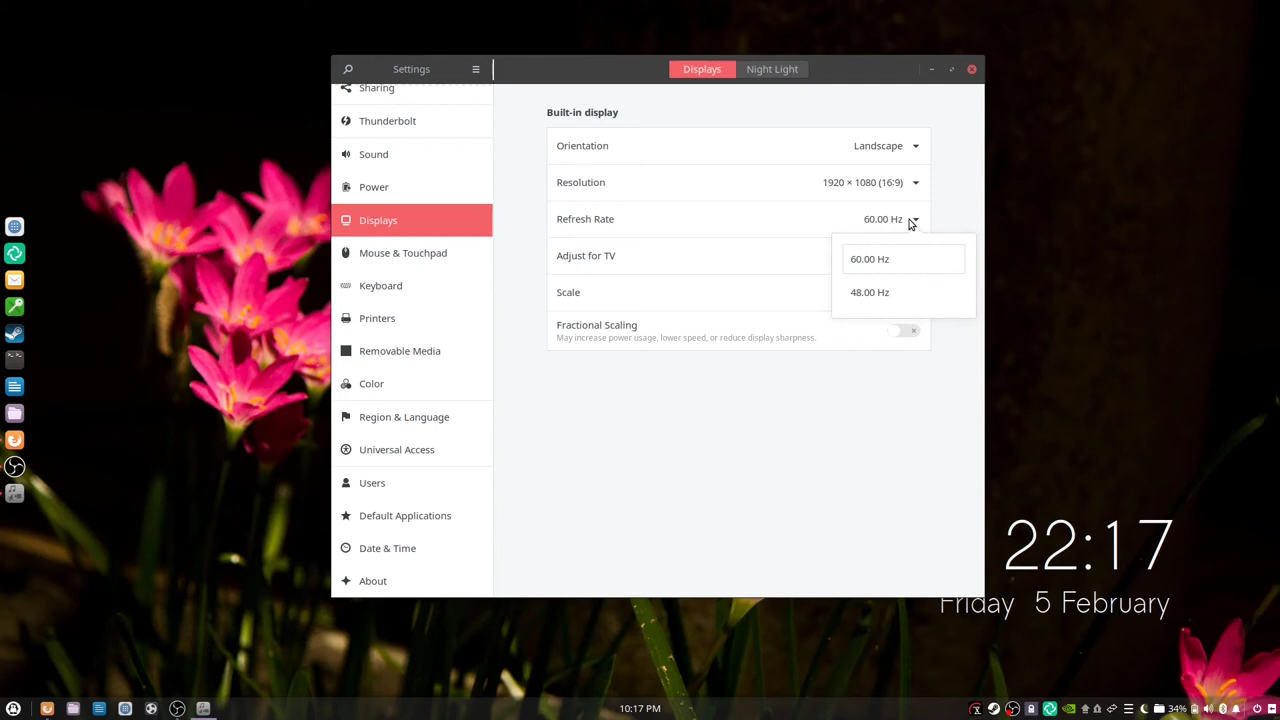 Settings
Displays
Night Light
Sharing
Thunderbolt
Sound
Power
Displays
Mouse & Touchpad
Keyboard
Printers
Removable Media
Color
Region & Language
Universal Access
Users
Default Applications
Date & Time
About
Built-in display
Orientation Landscape
Resolution 1920 × 1080 (16:9)
Refresh Rate 60.00 Hz
60.00 Hz
48.00 Hz
Adjust for TV
Scale
Fractional Scaling
May increase power usage, lower speed, or reduce display sharpness.
22:17
Friday 5 February
10:17 PM
34%